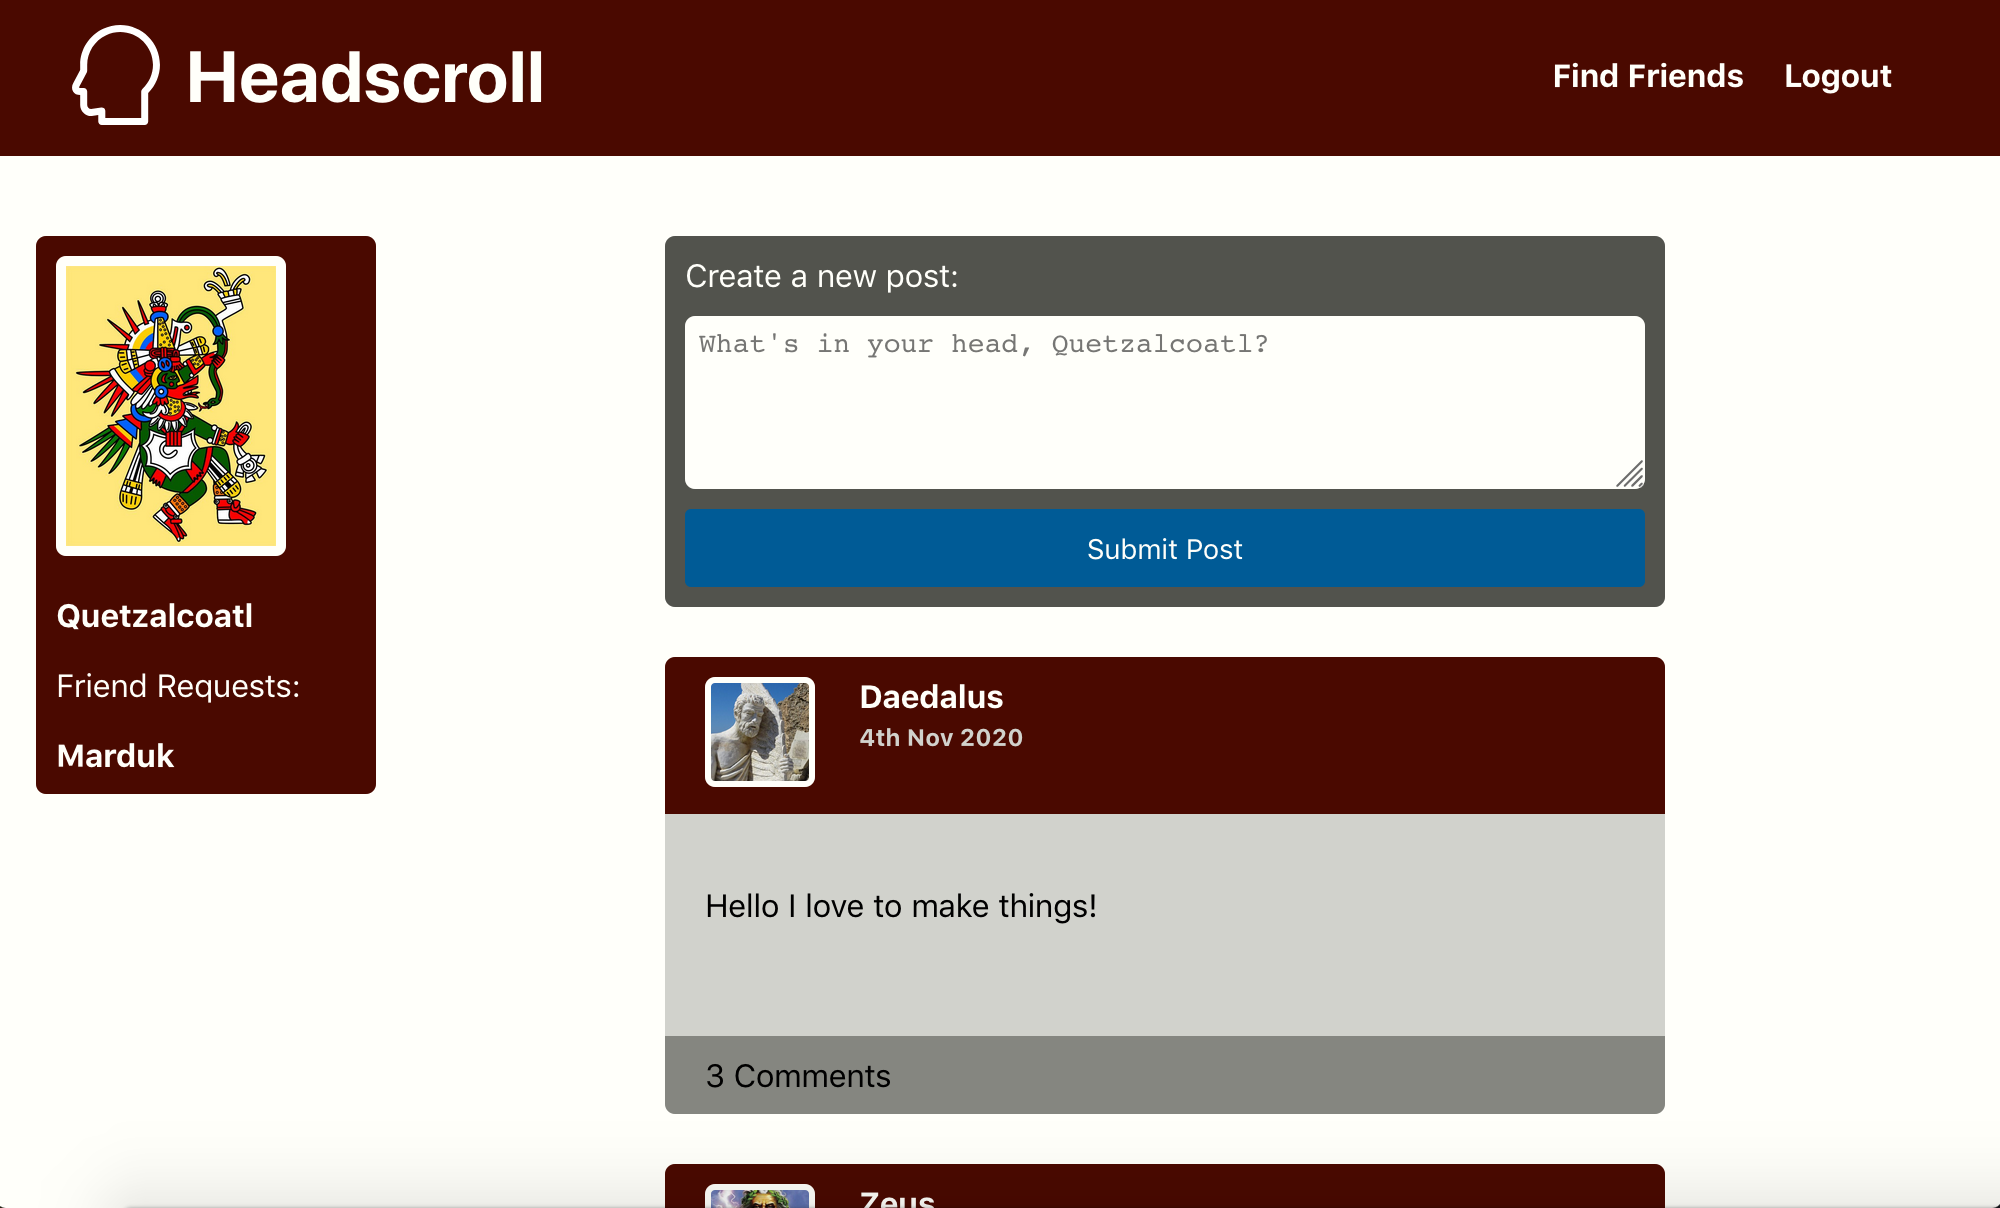 Headscroll
Find Friends
Logout
Quetzalcoatl
Friend Requests:
Marduk
Create a new post:
What's in your head, Quetzalcoatl?
Submit Post
Daedalus
4th Nov 2020
Hello I love to make things!
3 Comments
Zeus